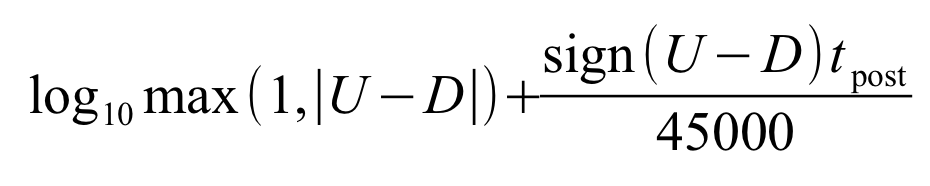 log₁₀ max(1,|U − D|) + sign(U − D) t_post / 45000